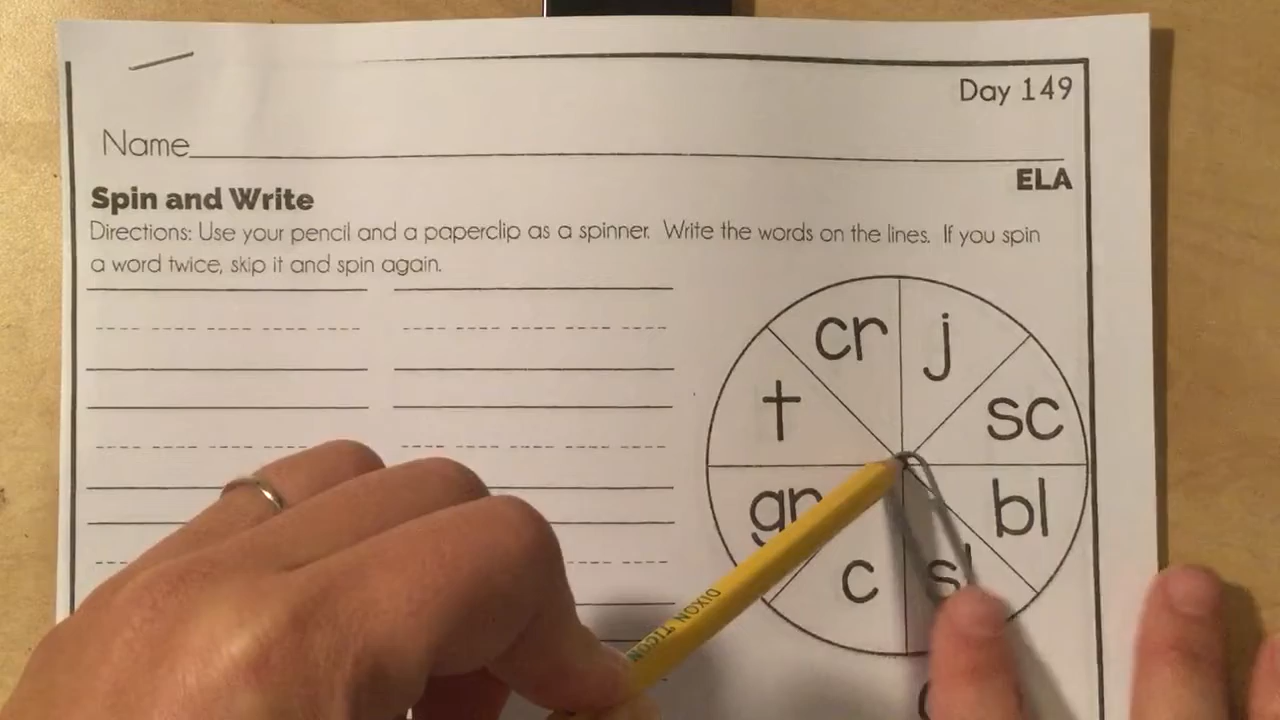 Day 149
Name
ELA
Spin and Write
Directions: Use your pencil and a paperclip as a spinner. Write the words on the lines. If you spin
a word twice, skip it and spin again.
cr
j
t
sc
bl
c
DIXON TICON